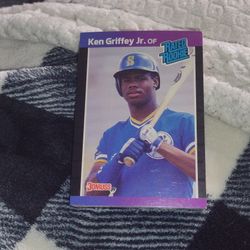 Ken Griffey Jr. OF
RATED
ROOKIE
S
DONRUSS